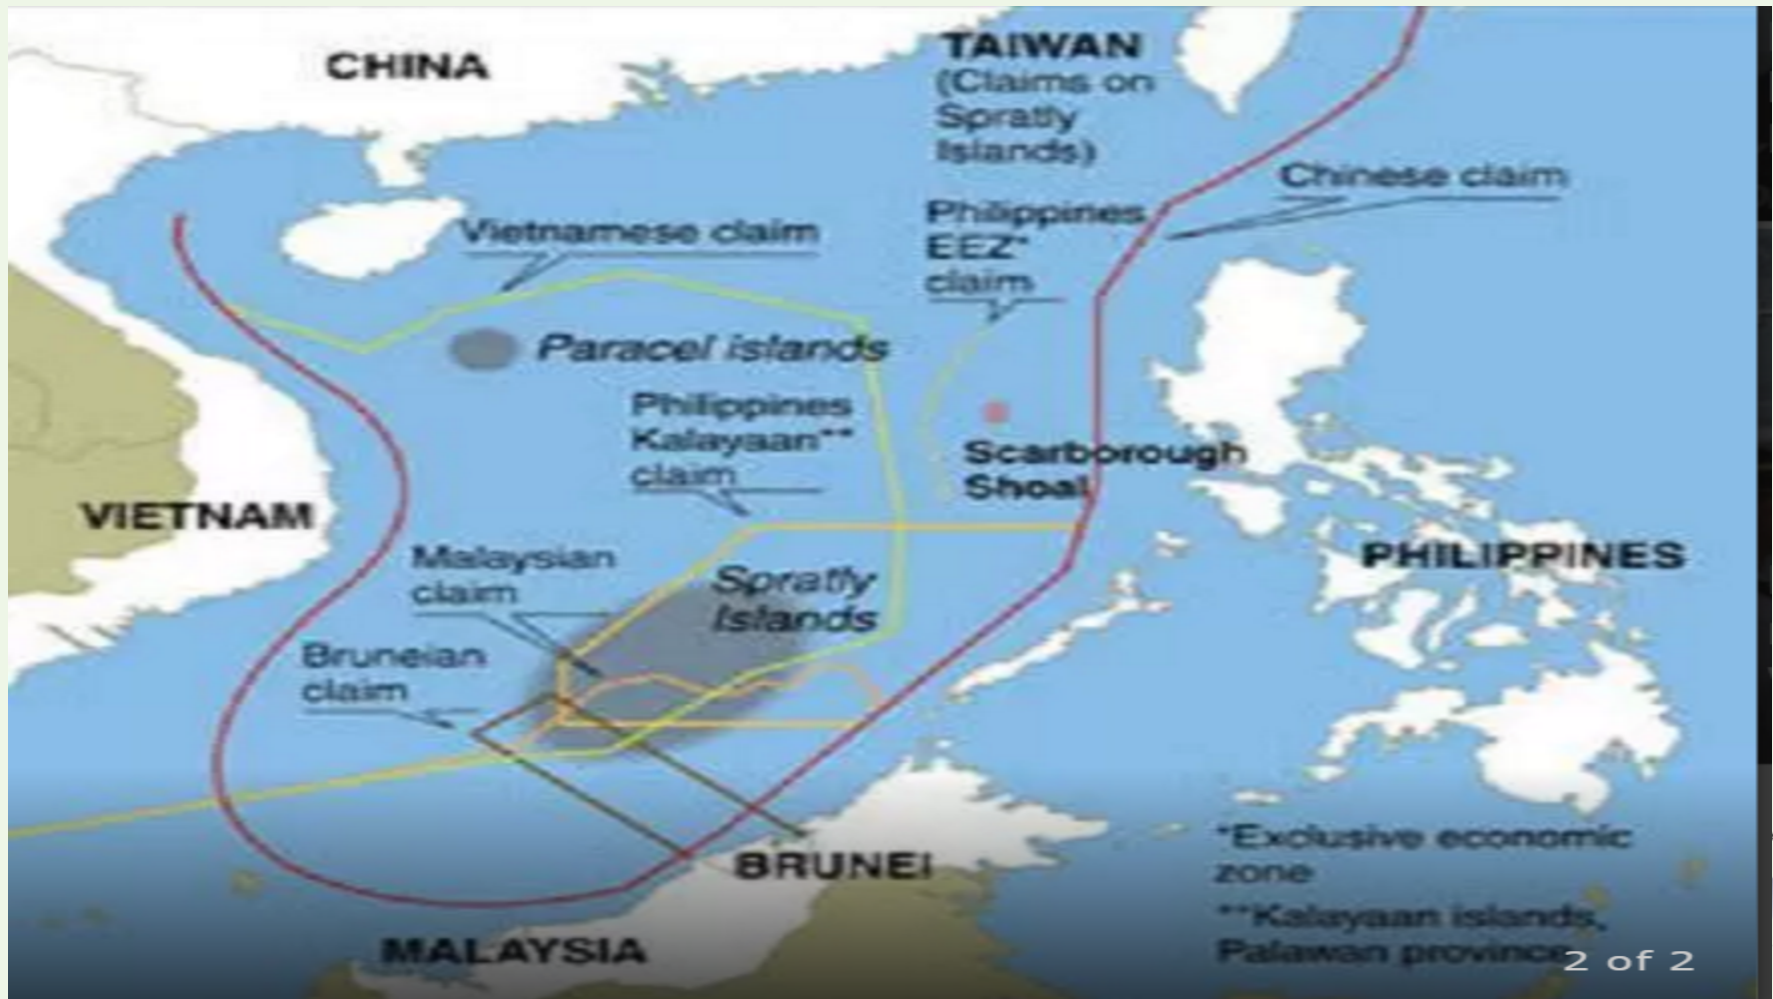 CHINA
TAIWAN
(Claims on
Spratly
Islands)
Chinese claim
Philippines
EEZ*
claim
Vietnamese claim
Paracel islands
Philippines
Kalayaan**
claim
Scarborough
Shoal
VIETNAM
PHILIPPINES
Malaysian
claim
Spratly
Islands
Bruneian
claim
BRUNEI
*Exclusive economic
zone
**Kalayaan islands,
Palawan province
MALAYSIA
2 of 2